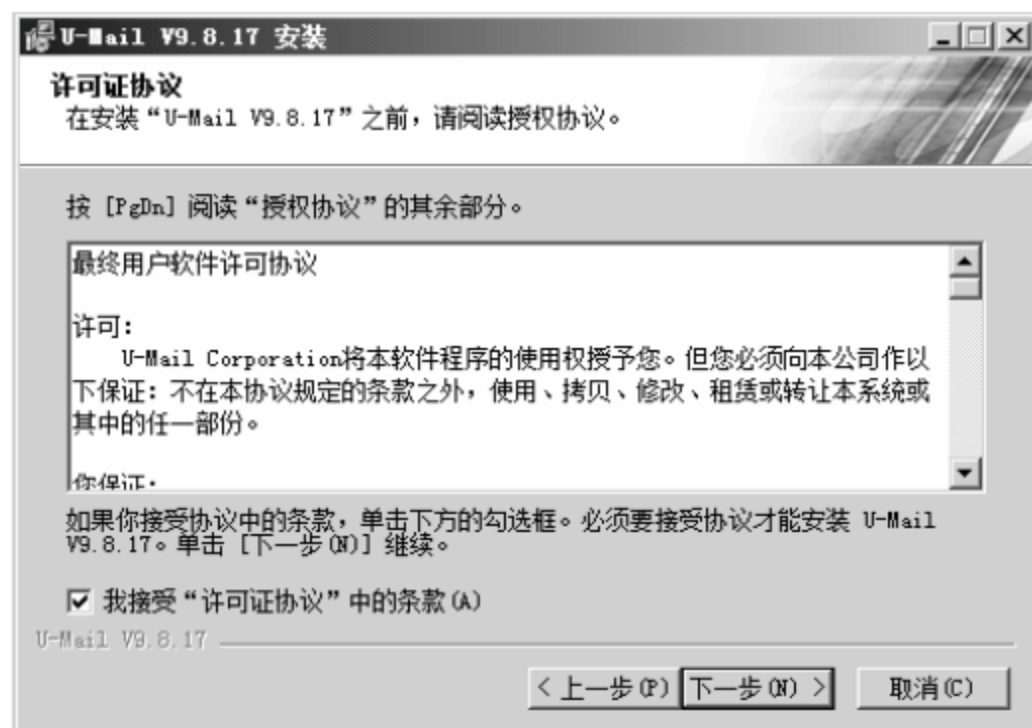 U-Mail V9.8.17 安装
许可证协议
在安装“U-Mail V9.8.17”之前，请阅读授权协议。
按 [PgDn] 阅读“授权协议”的其余部分。
最终用户软件许可协议
许可：
U-Mail Corporation将本软件程序的使用权授予您。但您必须向本公司作以
下保证：不在本协议规定的条款之外，使用、拷贝、修改、租赁或转让本系统或
其中的任一部份。
你保证：
如果你接受协议中的条款，单击下方的勾选框。必须要接受协议才能安装 U-Mail
V9.8.17。单击 [下一步(N)] 继续。
我接受“许可证协议”中的条款(A)
U-Mail V9.8.17
< 上一步(P) 下一步(N) > 取消(C)